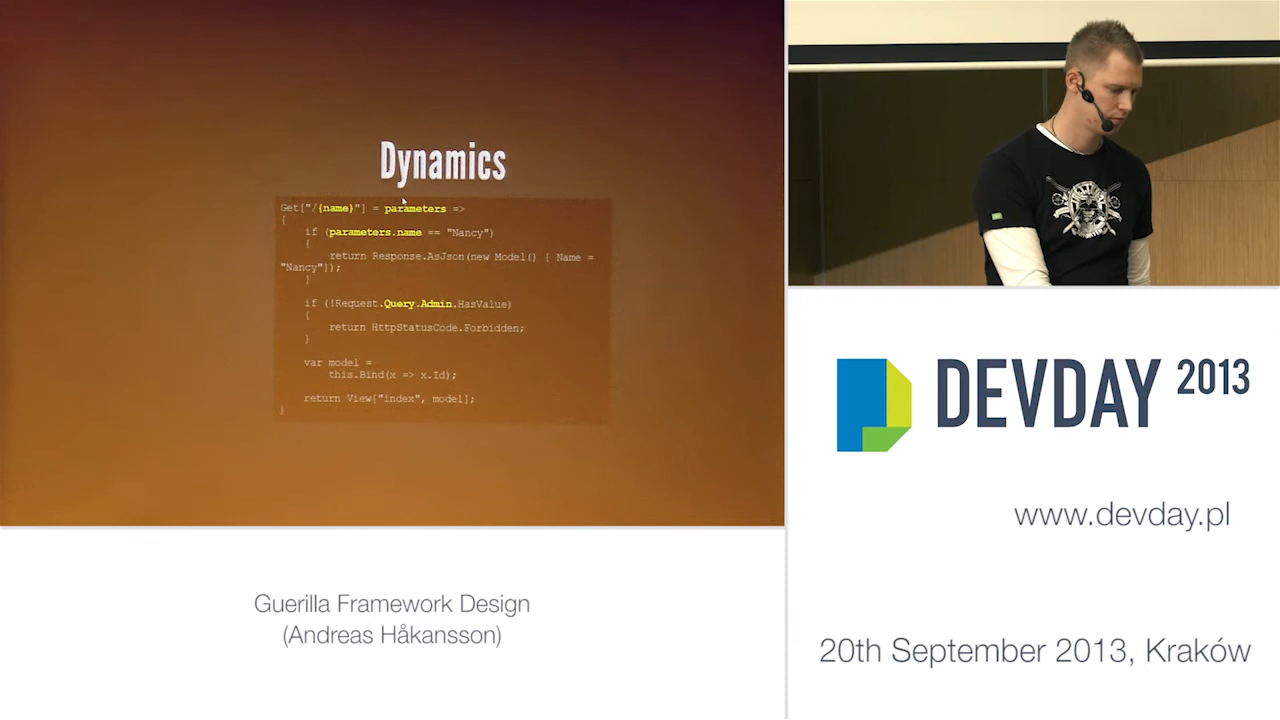 Dynamics
Get["/{name}"] = parameters =>
{
if (parameters.name == "Nancy")
{
return Response.AsJson(new Model() { Name =
"Nancy"});
}
if (!Request.Query.Admin.HasValue)
{
return HttpStatusCode.Forbidden;
}
var model =
this.Bind(x => x.Id);
return View["index", model];
}
Guerilla Framework Design
(Andreas Håkansson)
DEVDAY 2013
www.devday.pl
20th September 2013, Kraków